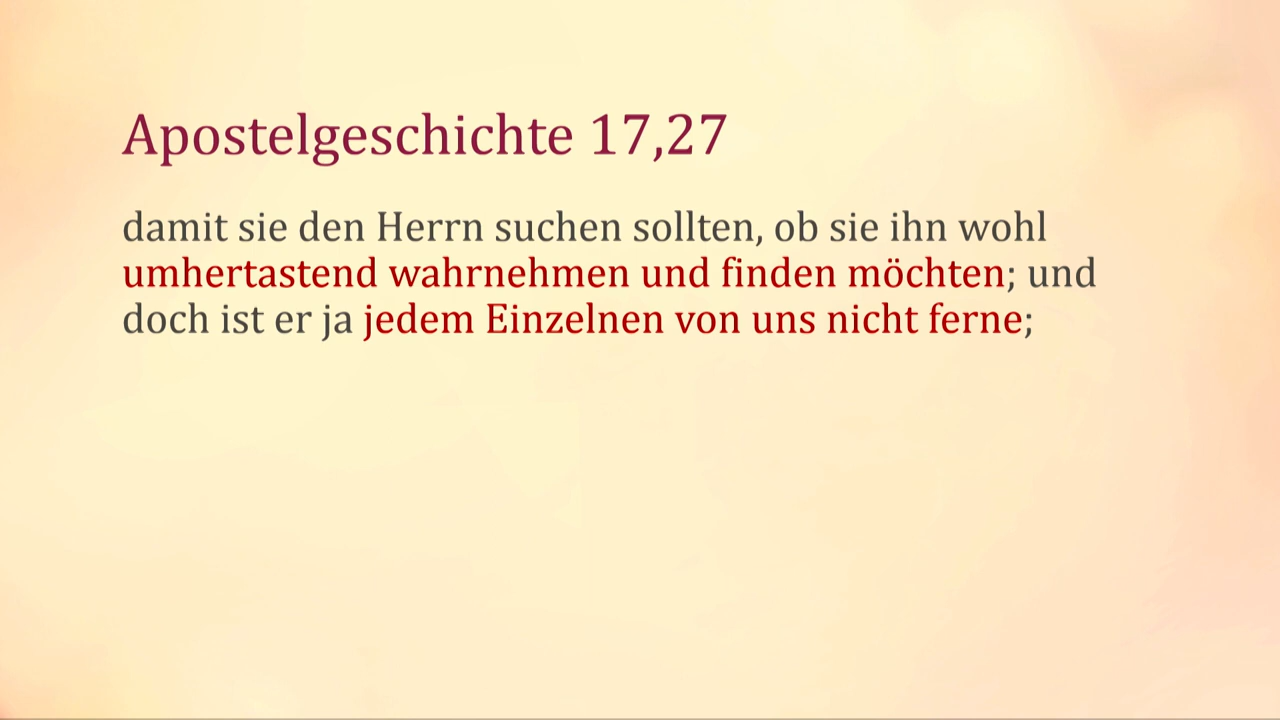 Apostelgeschichte 17,27
damit sie den Herrn suchen sollten, ob sie ihn wohl
umhertastend wahrnehmen und finden möchten; und
doch ist er ja jedem Einzelnen von uns nicht ferne;